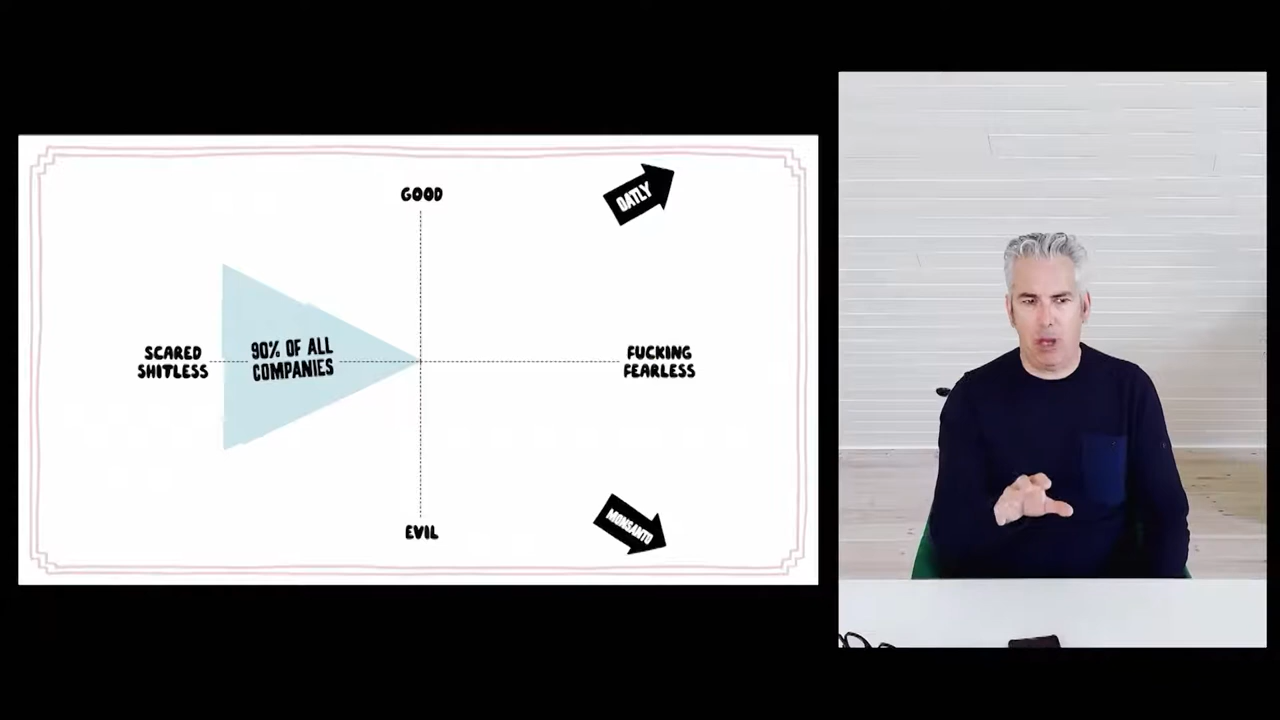 GOOD
OATLY
SCARED
SHITLESS
90% OF ALL
COMPANIES
FUCKING
FEARLESS
MONSANTO
EVIL